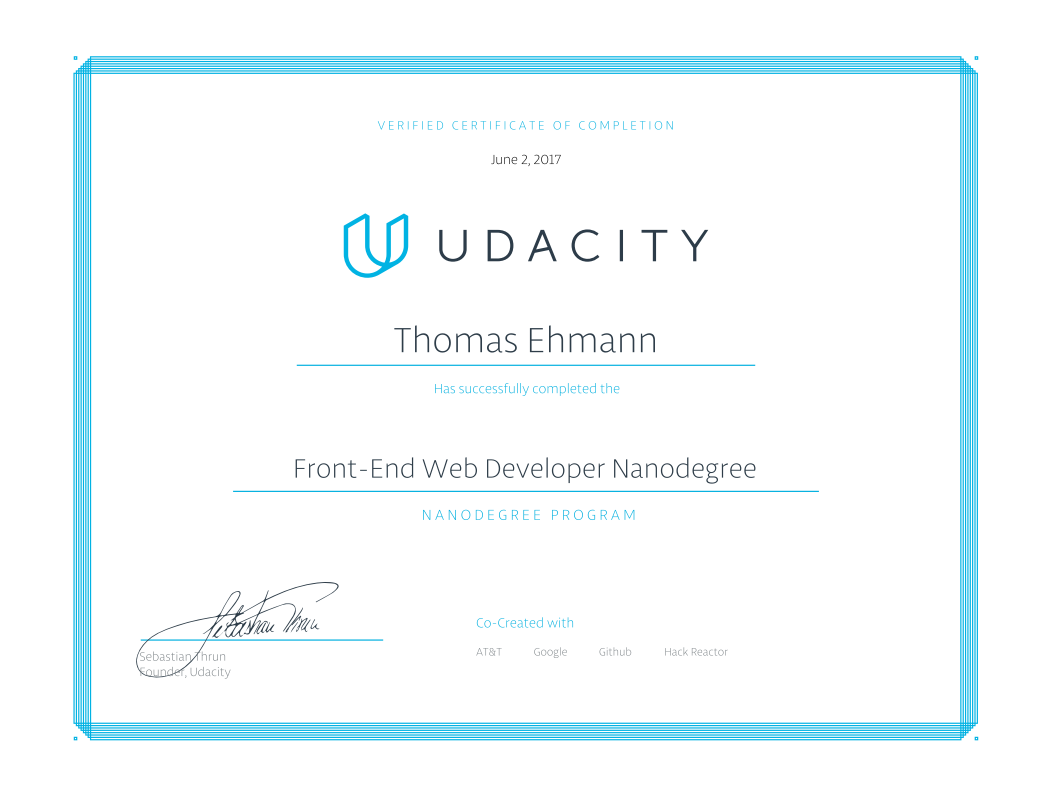 VERIFIED CERTIFICATE OF COMPLETION
June 2, 2017
UDACITY
Thomas Ehmann
Has successfully completed the
Front-End Web Developer Nanodegree
NANODEGREE PROGRAM
Sebastian Thrun
Sebastian Thrun
Founder, Udacity
Co-Created with
AT&T Google Github Hack Reactor